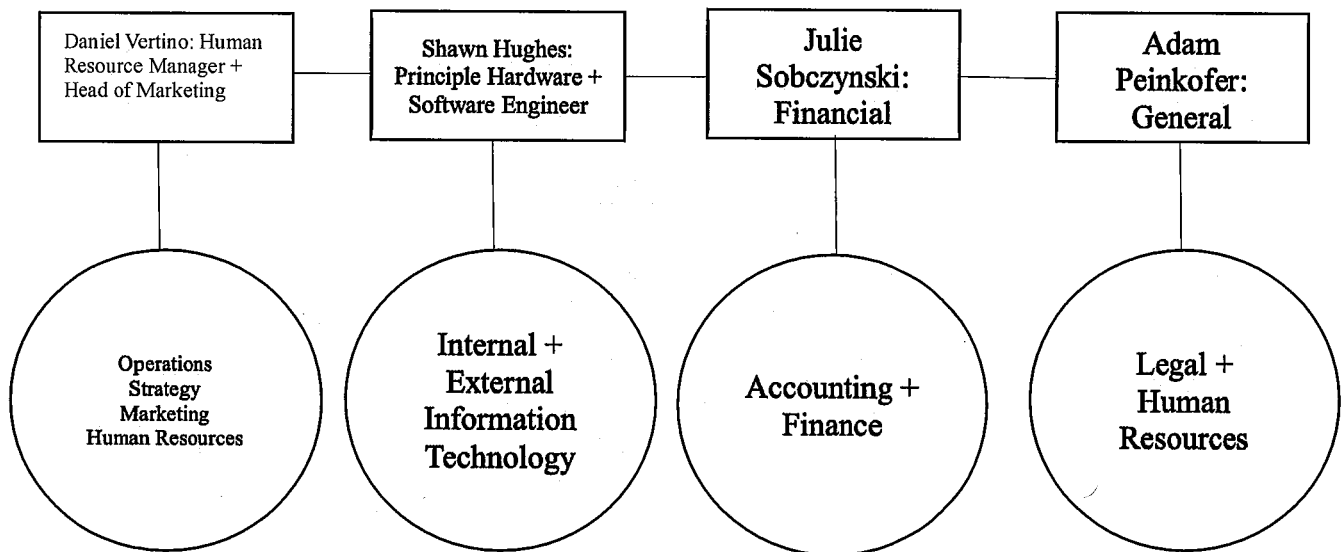 Daniel Vertino: Human
Resource Manager +
Head of Marketing
Shawn Hughes:
Principle Hardware +
Software Engineer
Julie
Sobczynski:
Financial
Adam
Peinkofer:
General
Operations
Strategy
Marketing
Human Resources
Internal +
External
Information
Technology
Accounting +
Finance
Legal +
Human
Resources